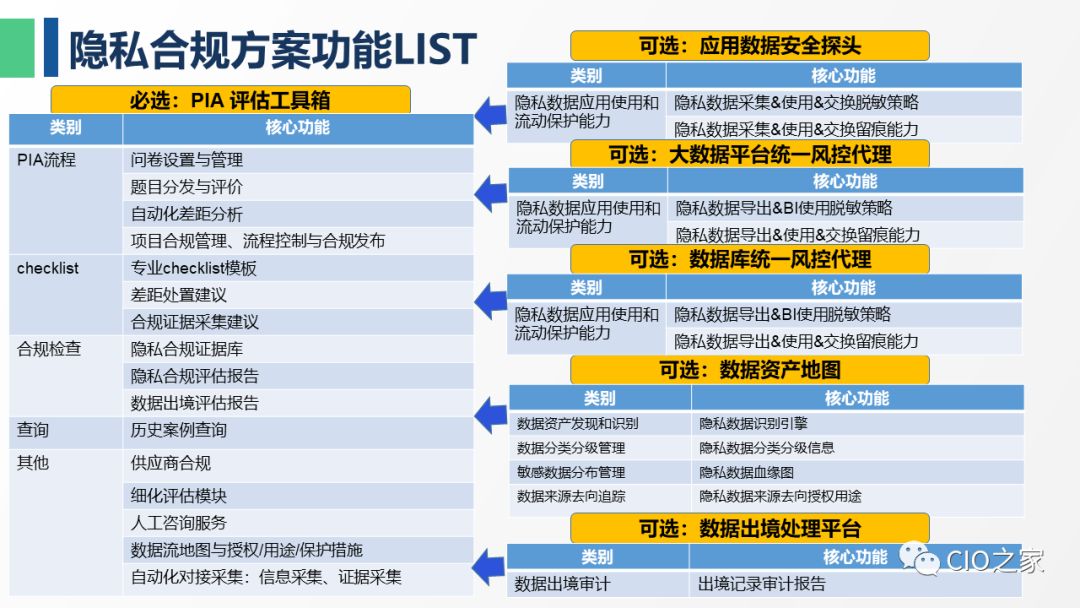 隐私合规方案功能LIST
必选：PIA 评估工具箱
类别 核心功能
PIA流程 问卷设置与管理
题目分发与评价
自动化差距分析
项目合规管理、流程控制与合规发布
checklist 专业checklist模板
差距处置建议
合规证据采集建议
合规检查 隐私合规证据库
隐私合规评估报告
数据出境评估报告
查询 历史案例查询
其他 供应商合规
细化评估模块
人工咨询服务
数据流地图与授权/用途/保护措施
自动化对接采集：信息采集、证据采集
可选：应用数据安全探头
类别 核心功能
隐私数据应用使用和
流动保护能力
隐私数据采集&使用&交换脱敏策略
隐私数据采集&使用&交换留痕能力
可选：大数据平台统一风控代理
类别 核心功能
隐私数据应用使用和
流动保护能力
隐私数据导出&BI使用脱敏策略
隐私数据导出&使用&交换留痕能力
可选：数据库统一风控代理
类别 核心功能
隐私数据应用使用和
流动保护能力
隐私数据导出&BI使用脱敏策略
隐私数据导出&使用&交换留痕能力
可选：数据资产地图
类别 核心功能
数据资产发现和识别 隐私数据识别引擎
数据分类分级管理 隐私数据分类分级信息
敏感数据分布管理 隐私数据血缘图
数据来源去向追踪 隐私数据来源去向授权用途
可选：数据出境处理平台
类别 核心功能
数据出境审计 出境记录审计报告
CIO之家